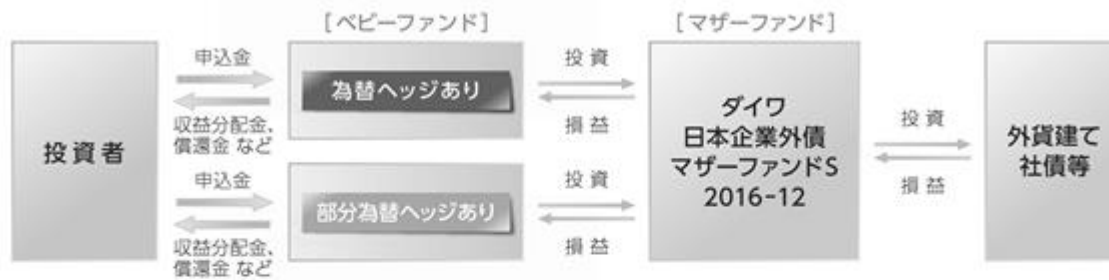 [ベビーファンド]
[マザーファンド]
投資者
申込金
収益分配金、
償還金 など
申込金
収益分配金、
償還金 など
為替ヘッジあり
部分為替ヘッジあり
投資
損益
投資
損益
ダイワ
日本企業外債
マザーファンドS
2016-12
投資
損益
外貨建て
社債等